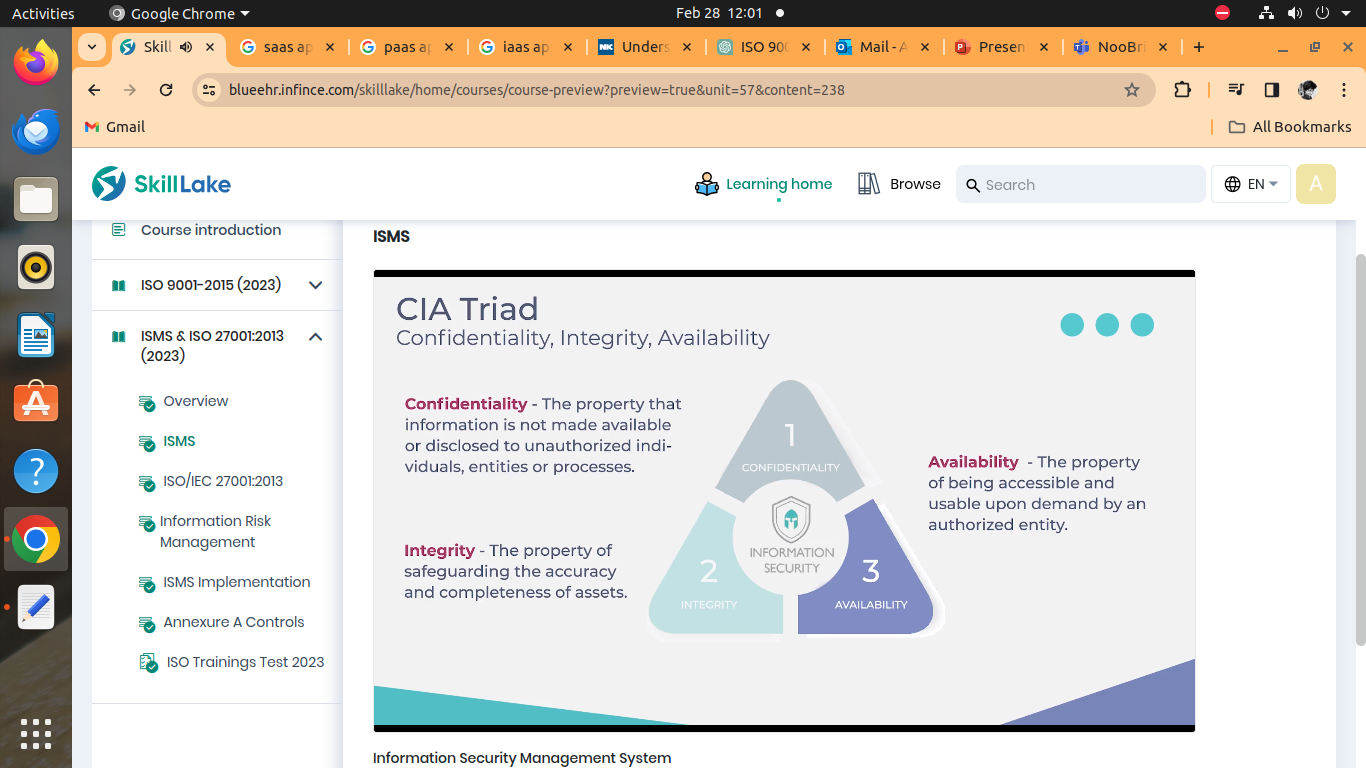 Activities
Google Chrome
Feb 28 12:01
Skill
saas ap
paas ap
iaas ap
NK
Unders
ISO 900
Mail - A
Presen
NooBri
blueehr.infince.com/skilllake/home/courses/course-preview?preview=true&unit=57&content=238
Gmail
All Bookmarks
SkillLake
Learning home
Browse
Search
EN
A
Course introduction
ISO 9001-2015 (2023)
ISMS & ISO 27001:2013
(2023)
Overview
ISMS
ISO/IEC 27001:2013
Information Risk
Management
ISMS Implementation
Annexure A Controls
ISO Trainings Test 2023
ISMS
CIA Triad
Confidentiality, Integrity, Availability
Confidentiality - The property that
information is not made available
or disclosed to unauthorized indi-
viduals, entities or processes.
Integrity - The property of
safeguarding the accuracy
and completeness of assets.
1
CONFIDENTIALITY
INFORMATION
SECURITY
2
INTEGRITY
3
AVAILABILITY
Availability - The property
of being accessible and
usable upon demand by an
authorized entity.
Information Security Management System